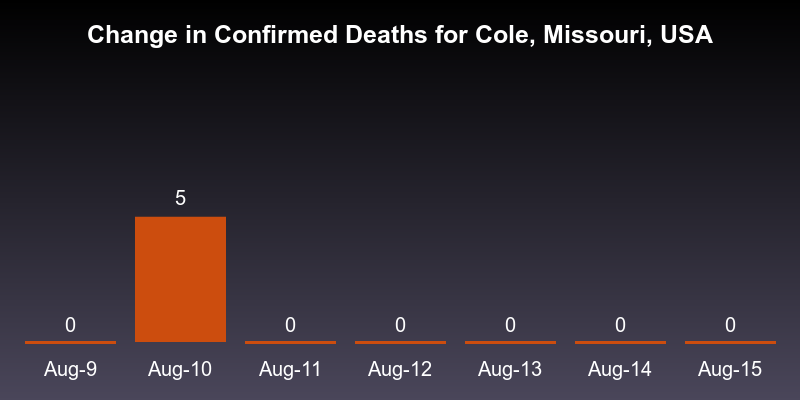 Change in Confirmed Deaths for Cole, Missouri, USA
5
0 0 0 0 0 0
Aug-9 Aug-10 Aug-11 Aug-12 Aug-13 Aug-14 Aug-15